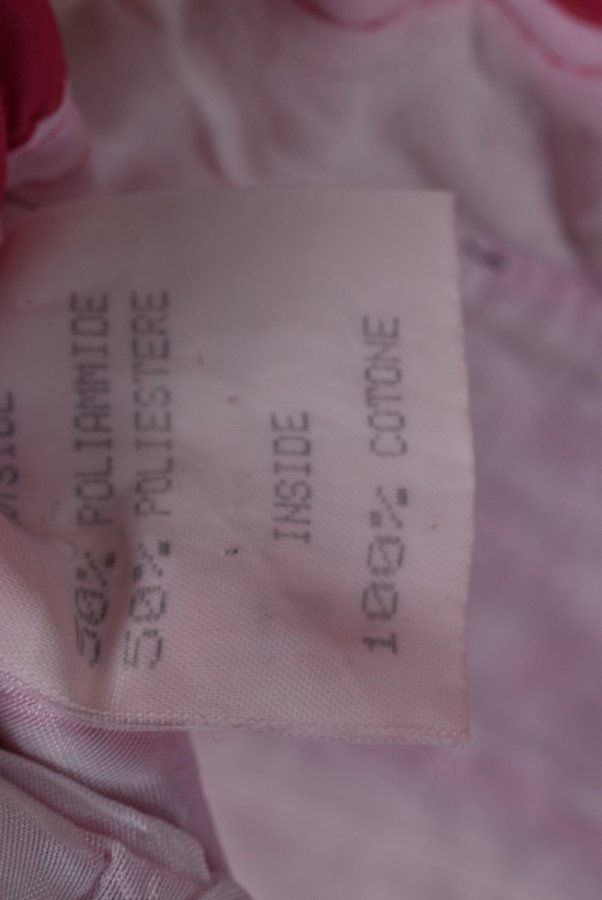 50% POLIAMMIDE
50% POLIESTERE
INSIDE
100% COTONE